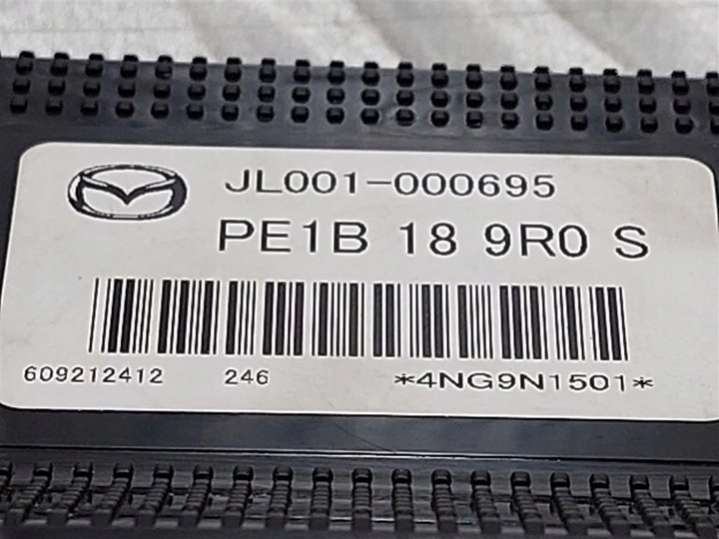 JL001-000695
PE1B 18 9R0 S
609212412 246 *4NG9N1501*